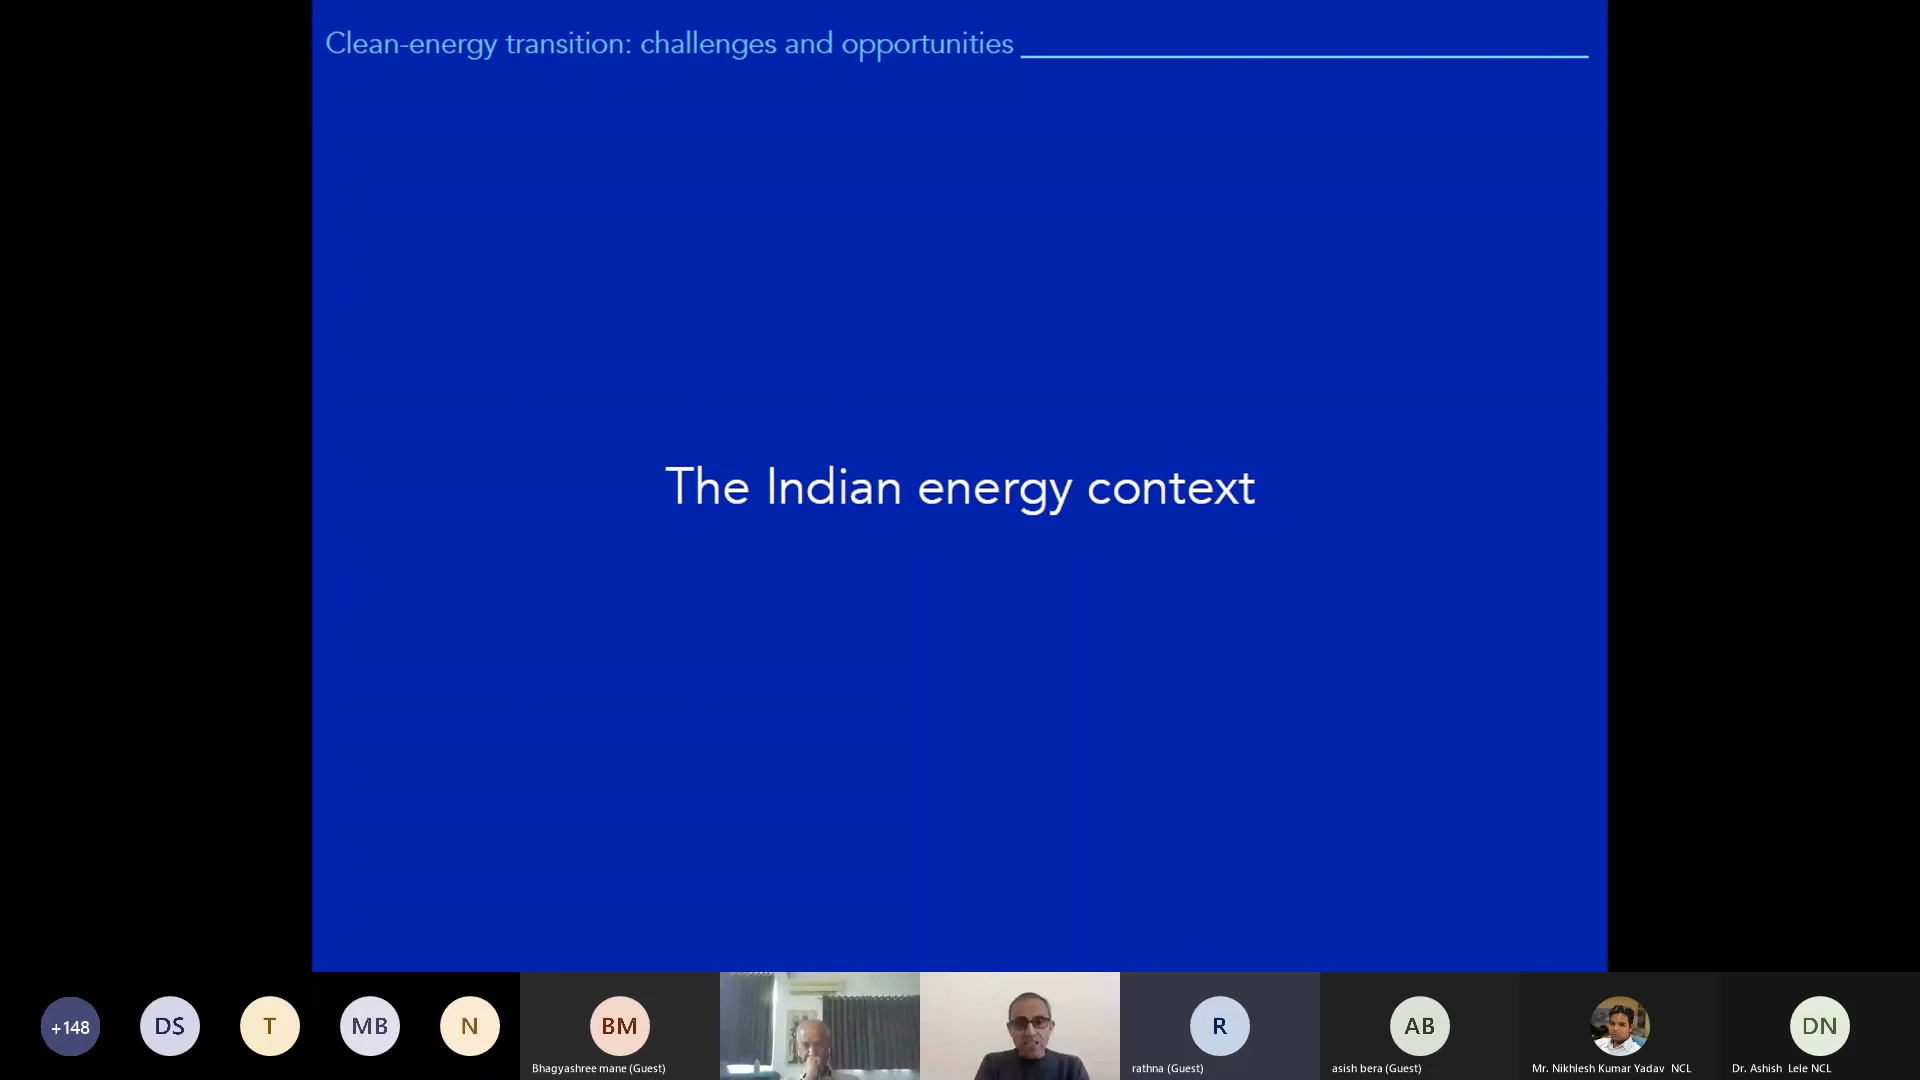 Clean-energy transition: challenges and opportunities
The Indian energy context
+148
DS
T
MB
N
BM
R
AB
DN
Bhagyashree mane (Guest)
rathna (Guest)
asish bera (Guest)
Mr. Nikhlesh Kumar Yadav NCL
Dr. Ashish Lele NCL